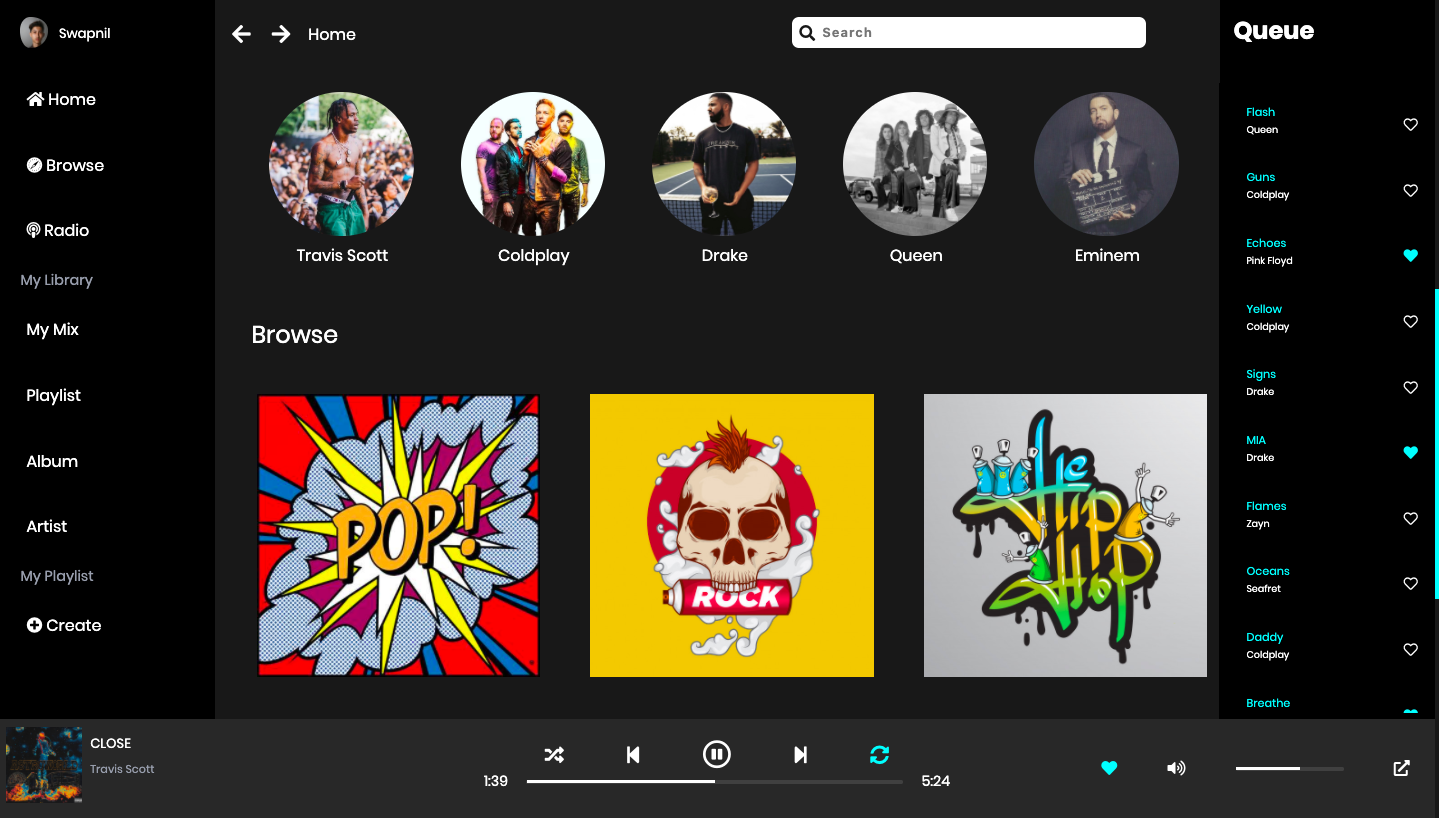 Swapnil
Home
Browse
Radio
My Library
My Mix
Playlist
Album
Artist
My Playlist
Create
Home
Search
Travis Scott
Coldplay
Drake
Queen
Eminem
Browse
POP!
ROCK
The
Hip
Hop
Queue
Flash
Queen
Guns
Coldplay
Echoes
Pink Floyd
Yellow
Coldplay
Signs
Drake
MIA
Drake
Flames
Zayn
Oceans
Seafret
Daddy
Coldplay
Breathe
CLOSE
Travis Scott
1:39
5:24